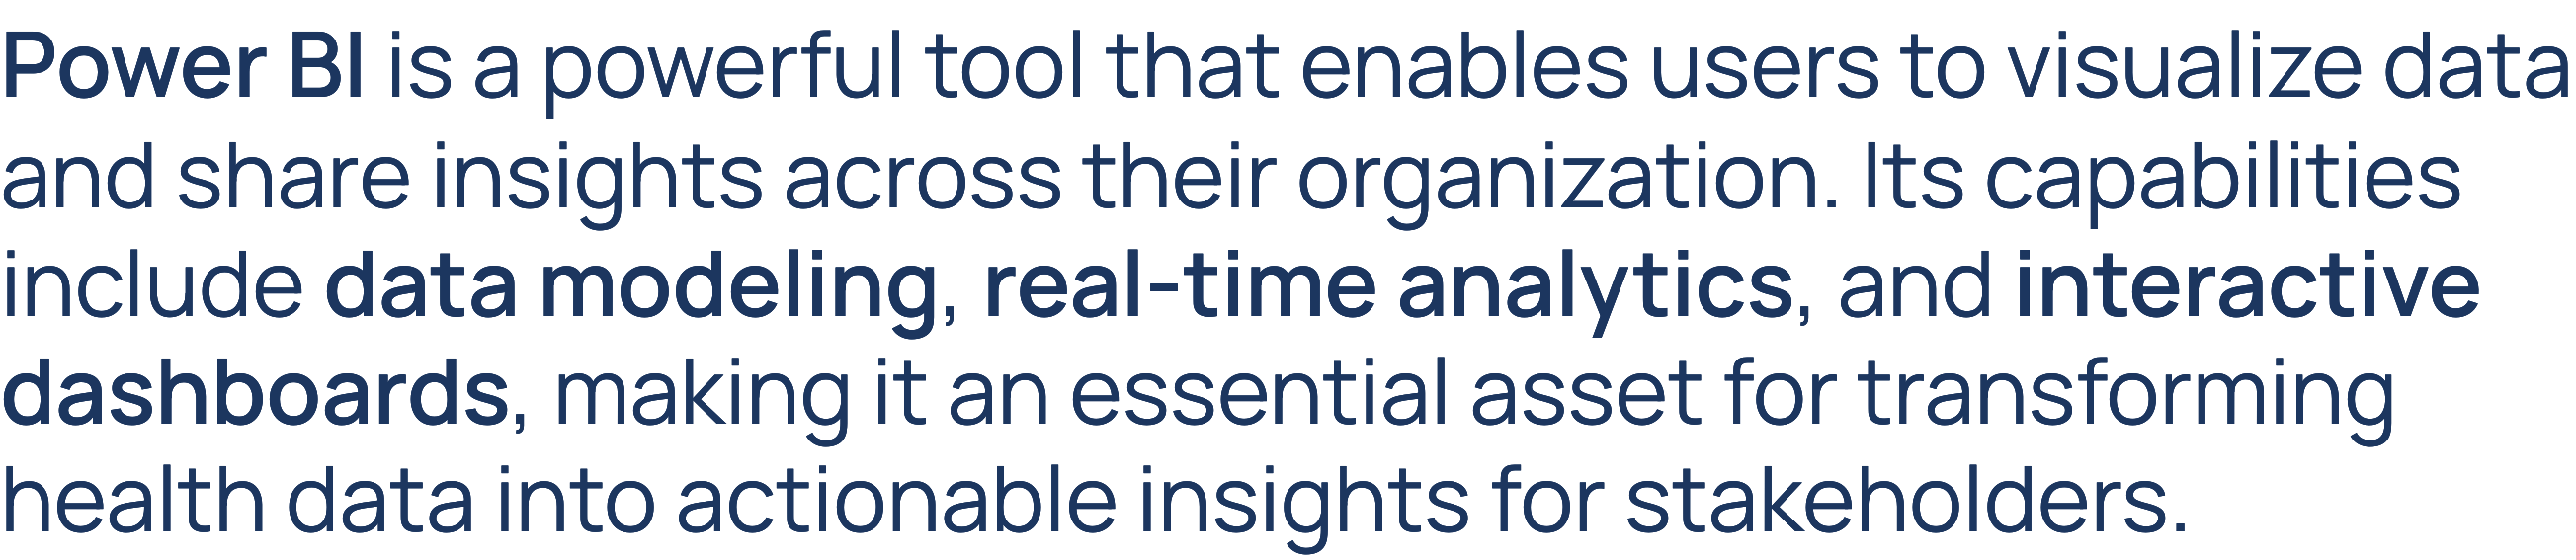 Power BI is a powerful tool that enables users to visualize data
and share insights across their organization. Its capabilities
include data modeling, real-time analytics, and interactive
dashboards, making it an essential asset for transforming
health data into actionable insights for stakeholders.